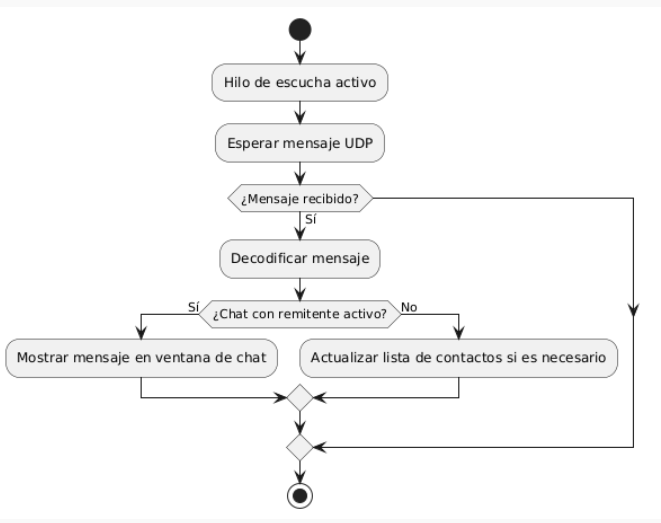 Hilo de escucha activo
Esperar mensaje UDP
¿Mensaje recibido?
Sí
Decodificar mensaje
Sí
¿Chat con remitente activo?
No
Mostrar mensaje en ventana de chat
Actualizar lista de contactos si es necesario